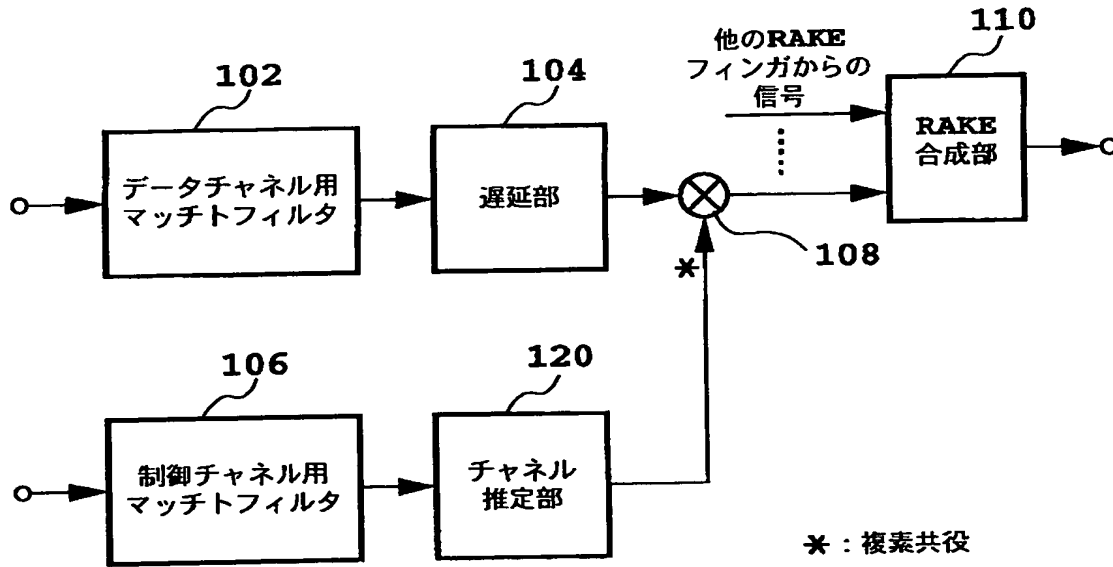 102
データチャネル用
マッチトフィルタ
104
遅延部
他のRAKE
フィンガからの
信号
110
RAKE
合成部
108
106
制御チャネル用
マッチトフィルタ
120
チャネル
推定部
*
*：複素共役